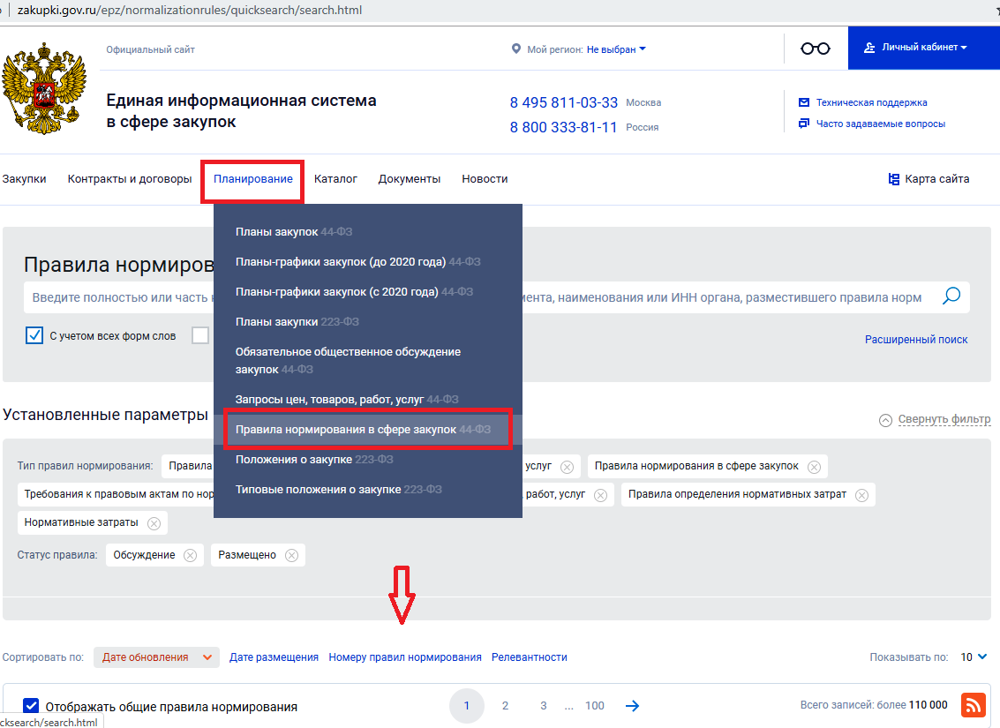 zakupki.gov.ru/epz/normalizationrules/quicksearch/search.html
Официальный сайт
Мой регион: Не выбран
Личный кабинет
Единая информационная система
в сфере закупок
8 495 811-03-33 Москва
8 800 333-81-11 Россия
Техническая поддержка
Часто задаваемые вопросы
Закупки Контракты и договоры Планирование Каталог Документы Новости Карта сайта
Планы закупок 44-ФЗ
Планы-графики закупок (до 2020 года) 44-ФЗ
Планы-графики закупок (с 2020 года) 44-ФЗ
Планы закупки 223-ФЗ
Обязательное общественное обсуждение
закупок 44-ФЗ
Запросы цен, товаров, работ, услуг 44-ФЗ
Правила нормирования в сфере закупок 44-ФЗ
Положения о закупке 223-ФЗ
Типовые положения о закупке 223-ФЗ
Правила нормиров
Введите полностью или часть н мента, наименования или ИНН органа, разместившего правила норм
С учетом всех форм слов
Расширенный поиск
Установленные параметры
Свернуть фильтр
Тип правил нормирования: Правила услуг Правила нормирования в сфере закупок
Требования к правовым актам по нор , работ, услуг Правила определения нормативных затрат
Нормативные затраты
Статус правила: Обсуждение Размещено
Сортировать по: Дате обновления Дате размещения Номеру правил нормирования Релевантности Показывать по: 10
Отображать общие правила нормирования 1 2 3 ... 100 Всего записей: более 110 000
cksearch/search.html